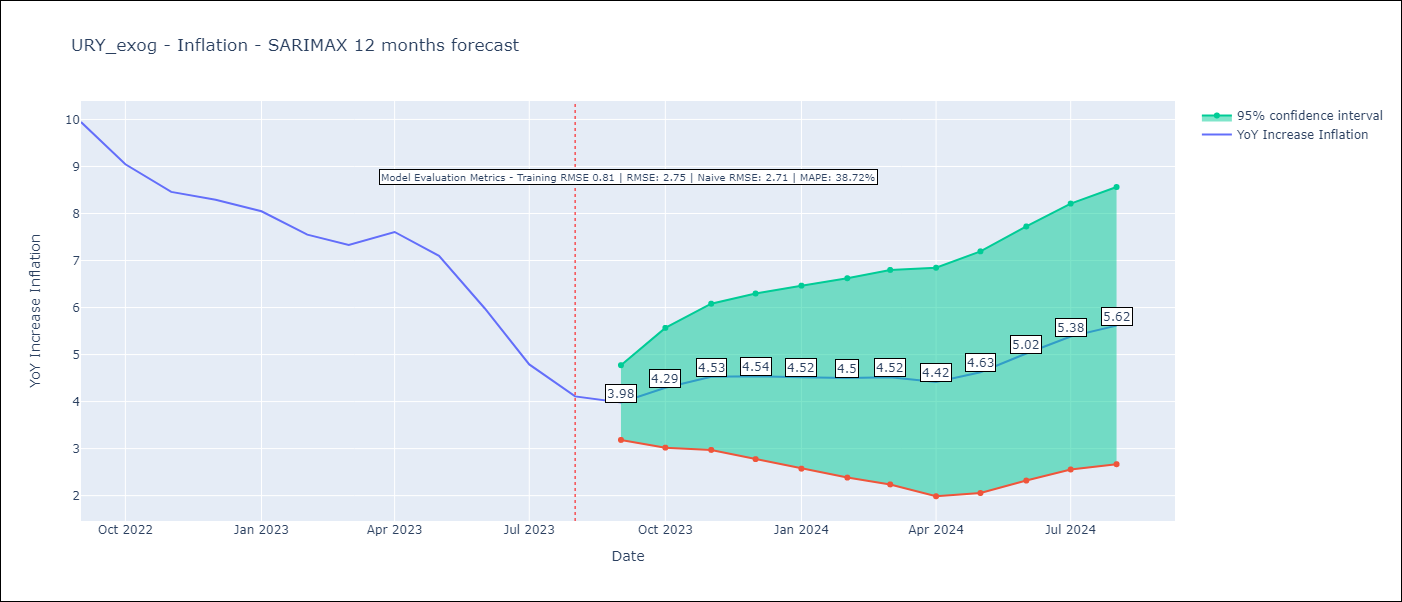 URY_exog - Inflation - SARIMAX 12 months forecast
95% confidence interval
YoY Increase Inflation
Model Evaluation Metrics - Training RMSE 0.81 | RMSE: 2.75 | Naive RMSE: 2.71 | MAPE: 38.72%
YoY Increase Inflation
10
9
8
7
6
5
4
3
2
3.98
4.29
4.53
4.54
4.52
4.5
4.52
4.42
4.63
5.02
5.38
5.62
Oct 2022
Jan 2023
Apr 2023
Jul 2023
Oct 2023
Jan 2024
Apr 2024
Jul 2024
Date